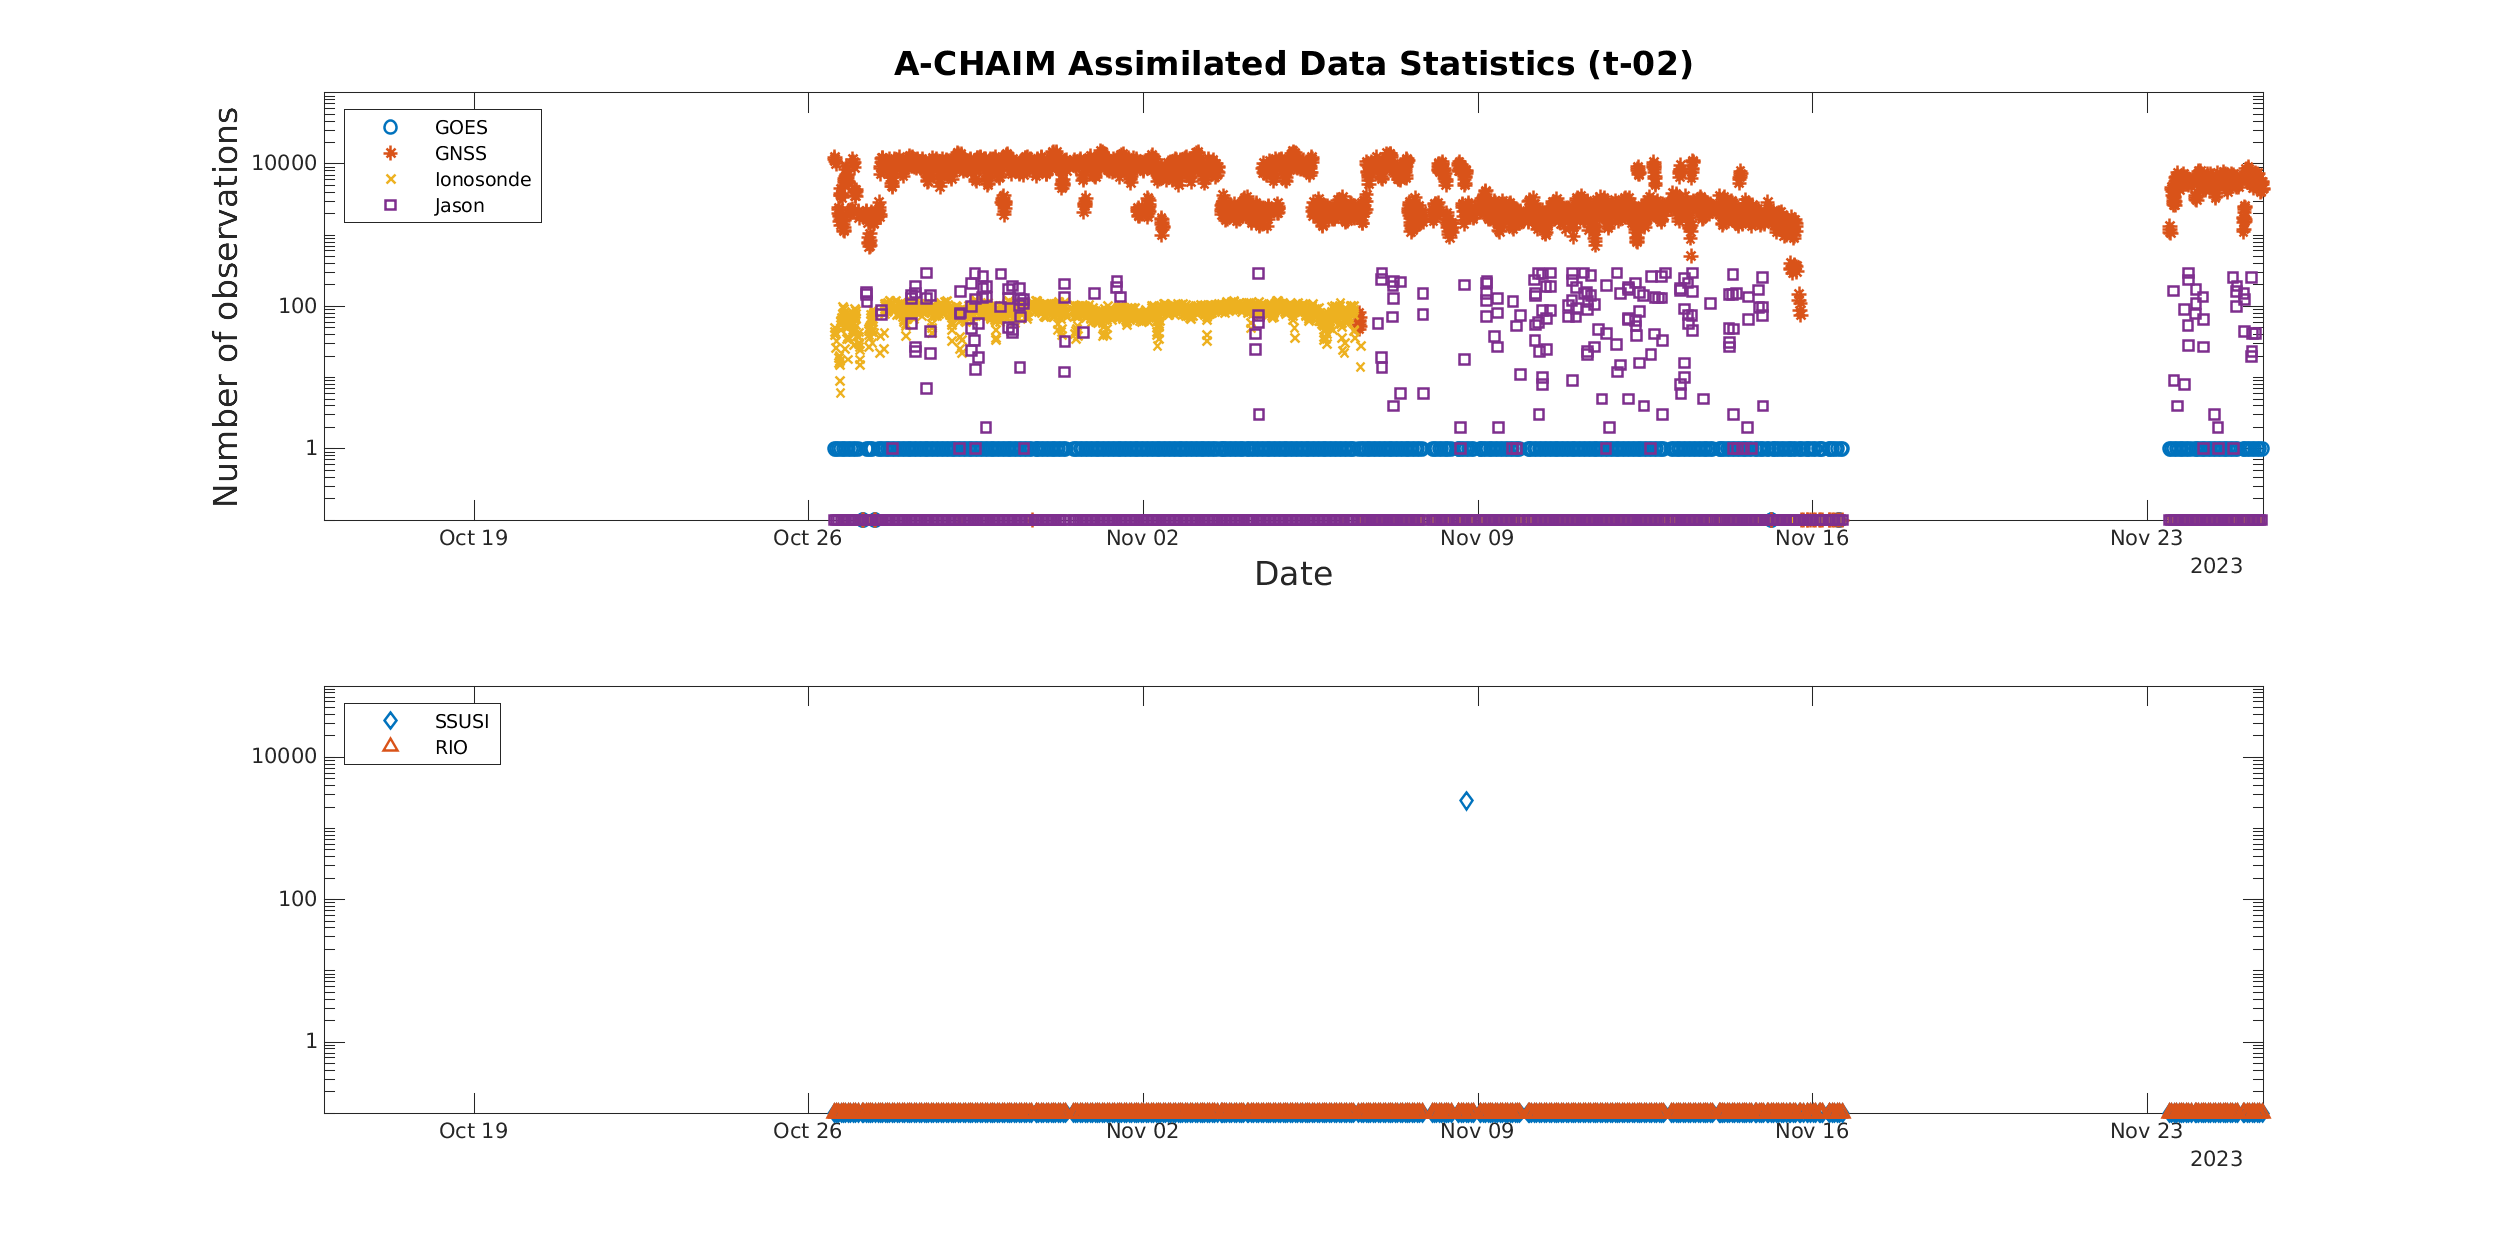 A-CHAIM Assimilated Data Statistics (t-02)
Number of observations
GOES
GNSS
Ionosonde
Jason
10000
100
1
Oct 19 Oct 26 Nov 02 Nov 09 Nov 16 Nov 23
2023
Date
SSUSI
RIO
10000
100
1
Oct 19 Oct 26 Nov 02 Nov 09 Nov 16 Nov 23
2023